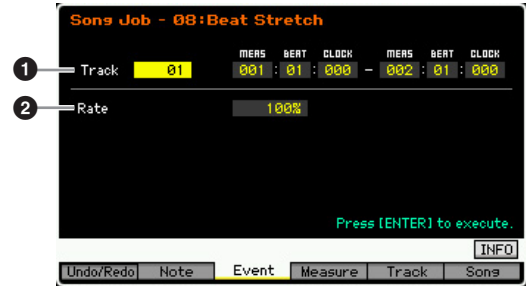 Song Job - 08:Beat Stretch
MEAS BEAT CLOCK MEAS BEAT CLOCK
1 Track 01 001 : 01 : 000 - 002 : 01 : 000
2 Rate 100%
Press [ENTER] to execute.
INFO
Undo/Redo Note Event Measure Track Song